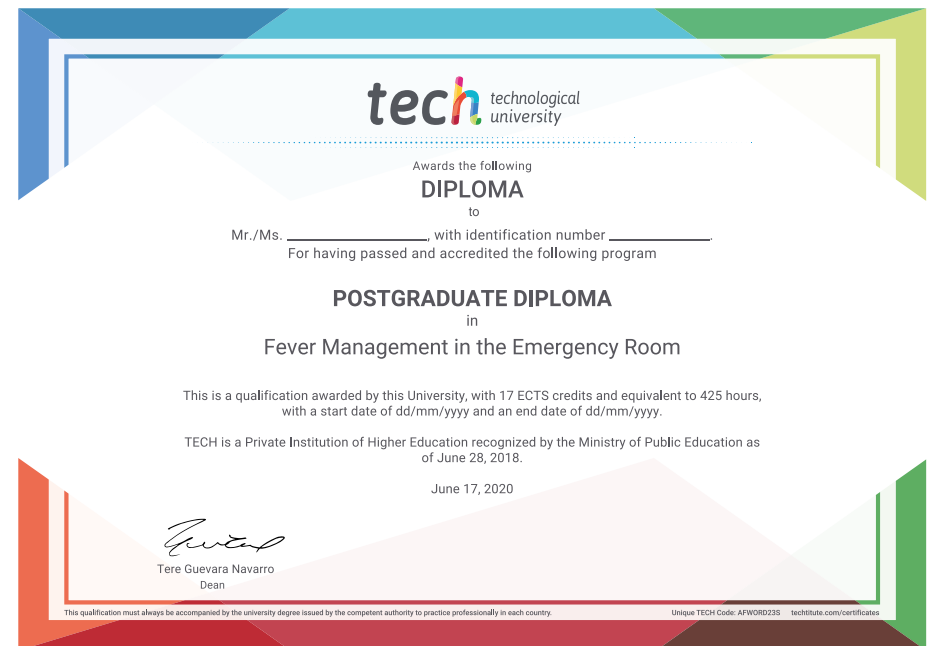 tech technological
university
Awards the following
DIPLOMA
to
Mr./Ms. ____________, with identification number ____________.
For having passed and accredited the following program
POSTGRADUATE DIPLOMA
in
Fever Management in the Emergency Room
This is a qualification awarded by this University, with 17 ECTS credits and equivalent to 425 hours,
with a start date of dd/mm/yyyy and an end date of dd/mm/yyyy.
TECH is a Private Institution of Higher Education recognized by the Ministry of Public Education as
of June 28, 2018.
June 17, 2020
Tere Guevara Navarro
Dean
This qualification must always be accompanied by the university degree issued by the competent authority to practice professionally in each country. Unique TECH Code: AFWORD23S techtitute.com/certificates